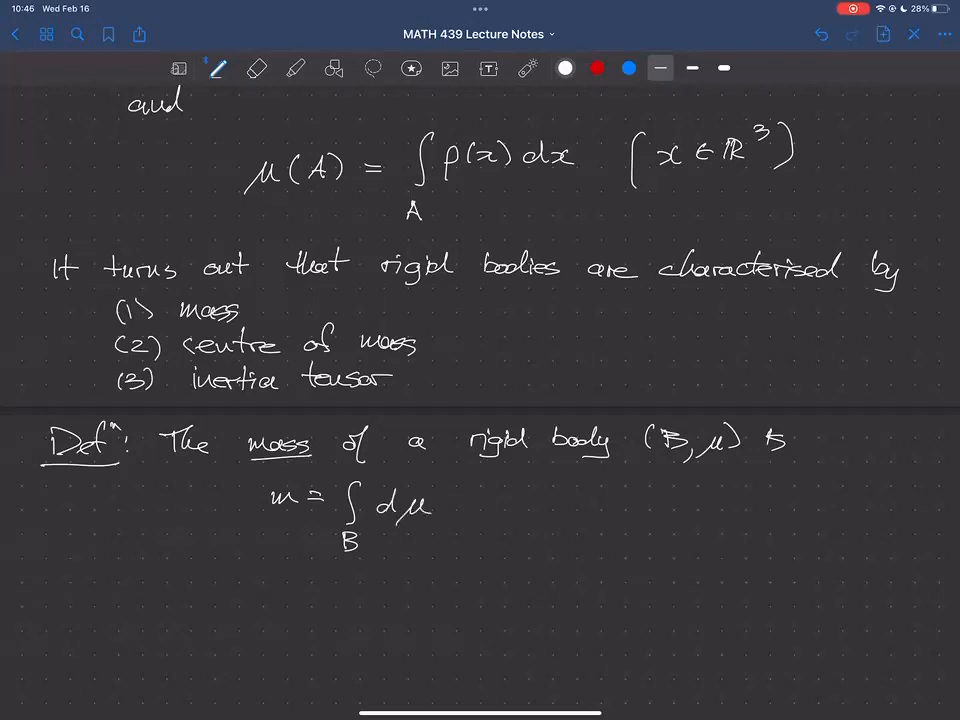 10:46 Wed Feb 16
28%
MATH 439 Lecture Notes
and
μ(A) = ∫_A ρ(x) dx (x ∈ ℝ³)
It turns out that rigid bodies are characterised by
(1) mass
(2) centre of mass
(3) inertia tensor
Defⁿ: The mass of a rigid body (B, μ) is
m = ∫_B dμ